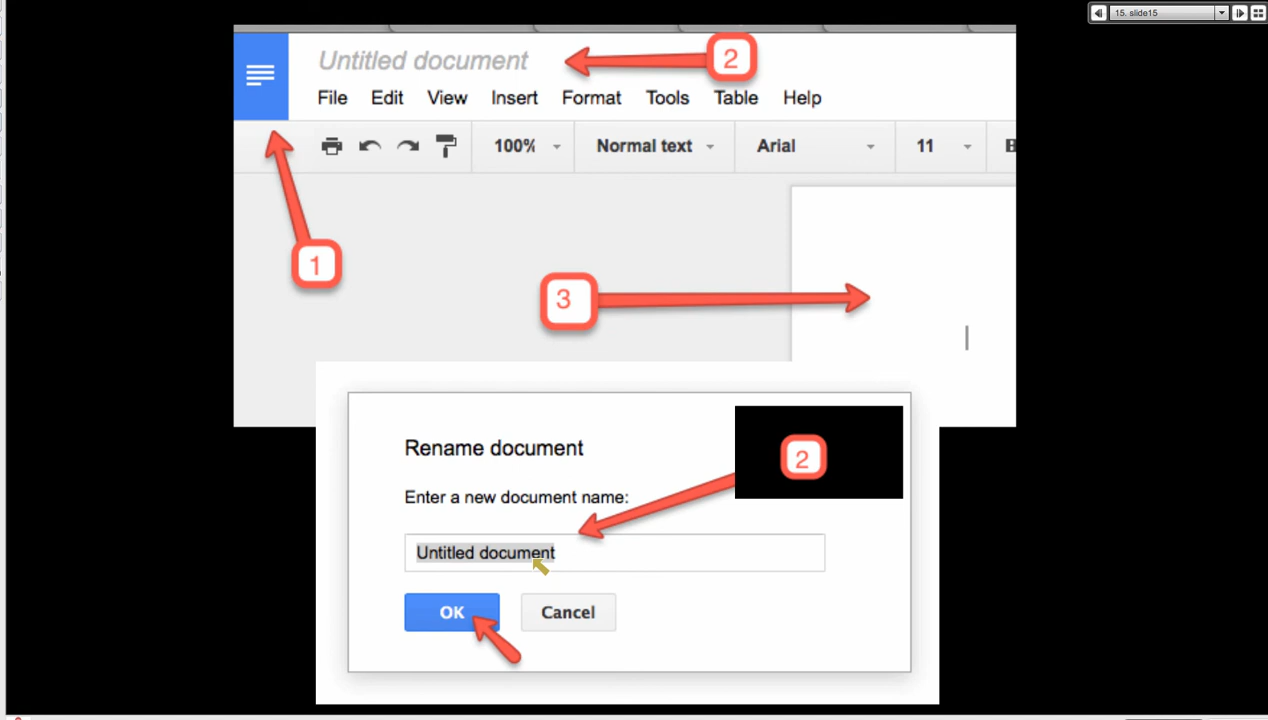 15. slide15
Untitled document
2
File Edit View Insert Format Tools Table Help
100% Normal text Arial 11 B
1
3
Rename document
2
Enter a new document name:
Untitled document
OK Cancel